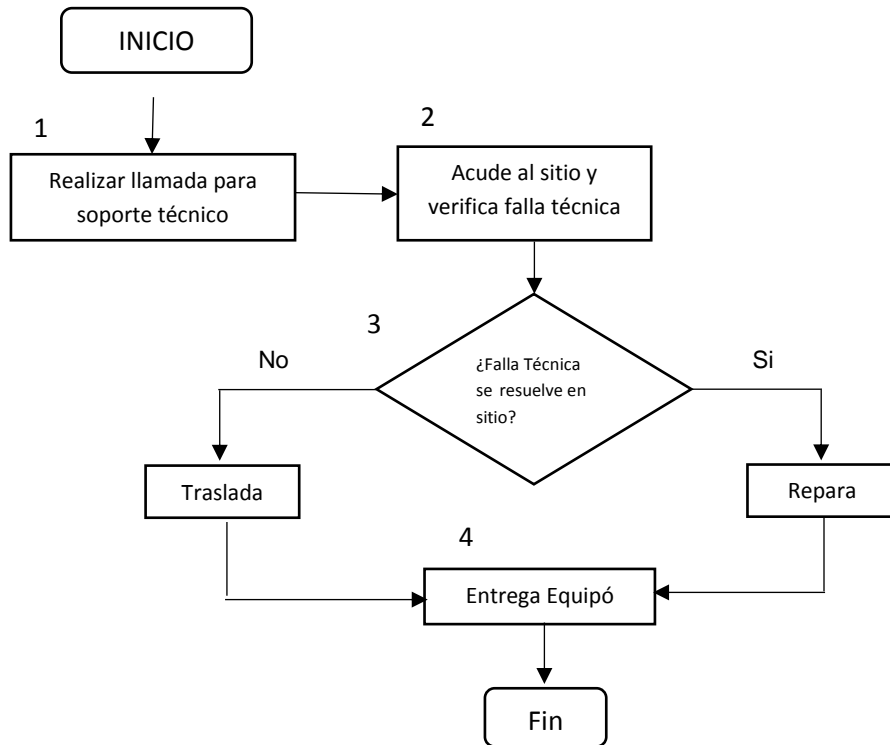 INICIO
1
Realizar llamada para
soporte técnico
2
Acude al sitio y
verifica falla técnica
3
¿Falla Técnica
se resuelve en
sitio?
No
Si
Traslada
Repara
4
Entrega Equipó
Fin